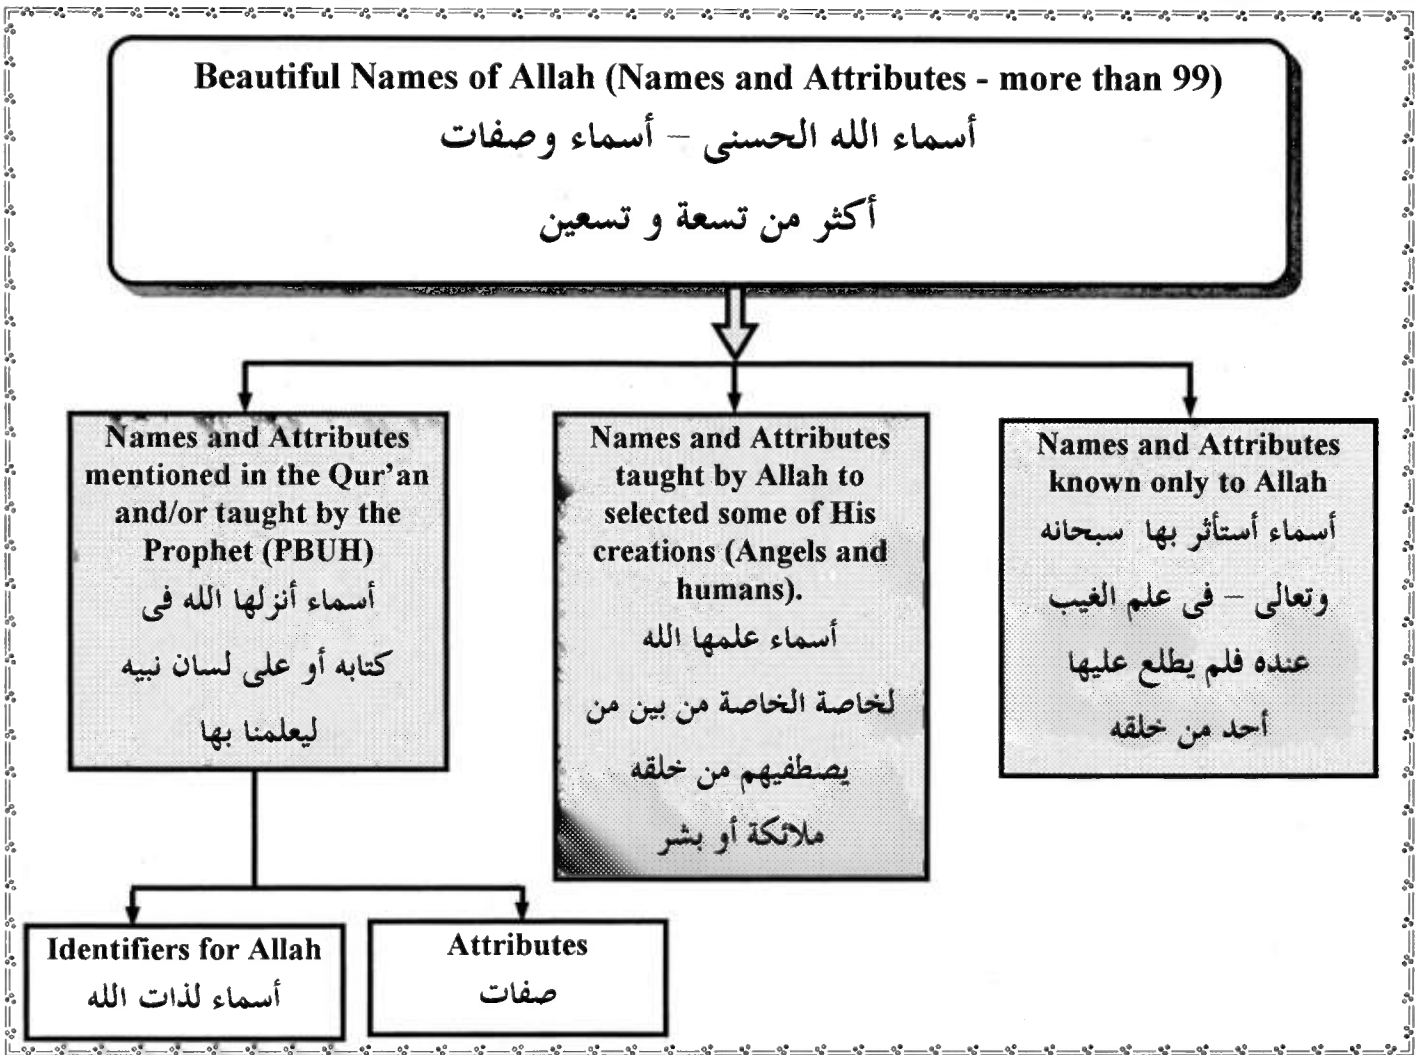 Beautiful Names of Allah (Names and Attributes - more than 99)
أسماء الله الحسنى – أسماء وصفات
أكثر من تسعة و تسعين
Names and Attributes
mentioned in the Qur'an
and/or taught by the
Prophet (PBUH)
أسماء أنزلها الله فى
كتابه أو على لسان نبيه
ليعلمنا بها
Names and Attributes
taught by Allah to
selected some of His
creations (Angels and
humans).
أسماء علمها الله
لخاصة الخاصة من بين من
يصطفيهم من خلقه
ملائكة أو بشر
Names and Attributes
known only to Allah
أسماء أستأثر بها سبحانه
وتعالى – فى علم الغيب
عنده فلم يطلع عليها
أحد من خلقه
Identifiers for Allah
أسماء لذات الله
Attributes
صفات